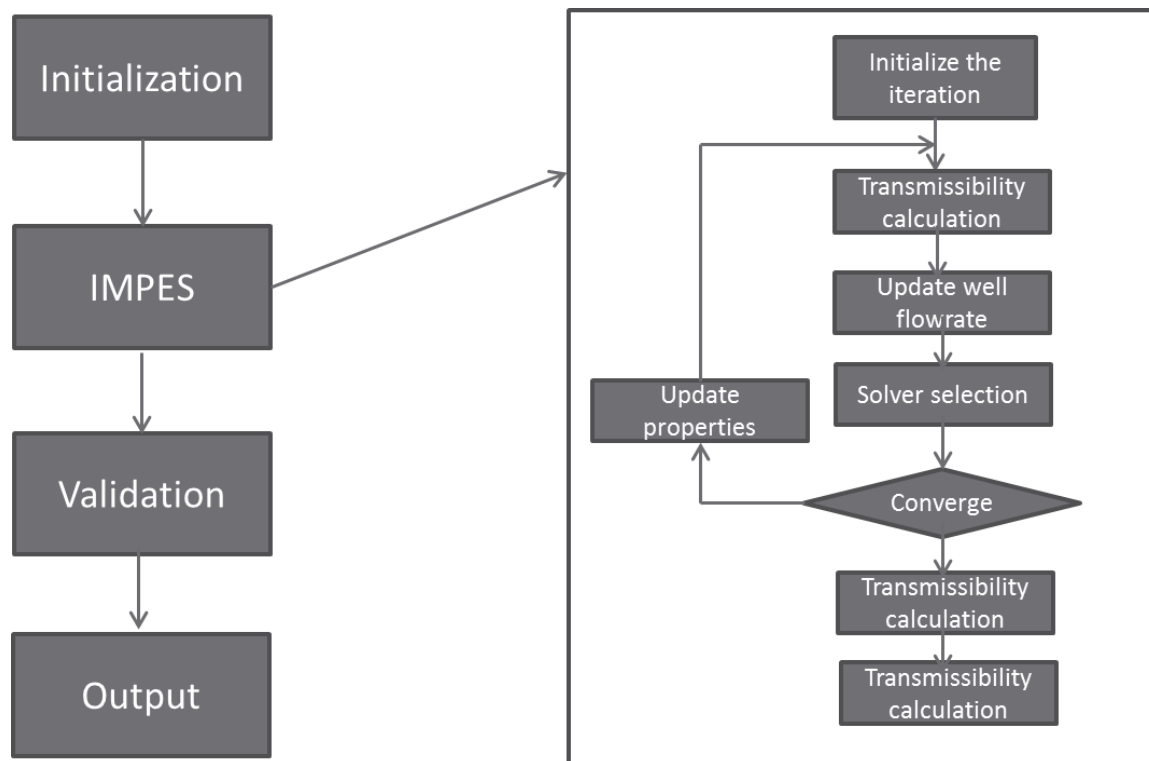 Initialization
IMPES
Validation
Output
Initialize the
iteration
Transmissibility
calculation
Update well
flowrate
Solver selection
Update
properties
Converge
Transmissibility
calculation
Transmissibility
calculation